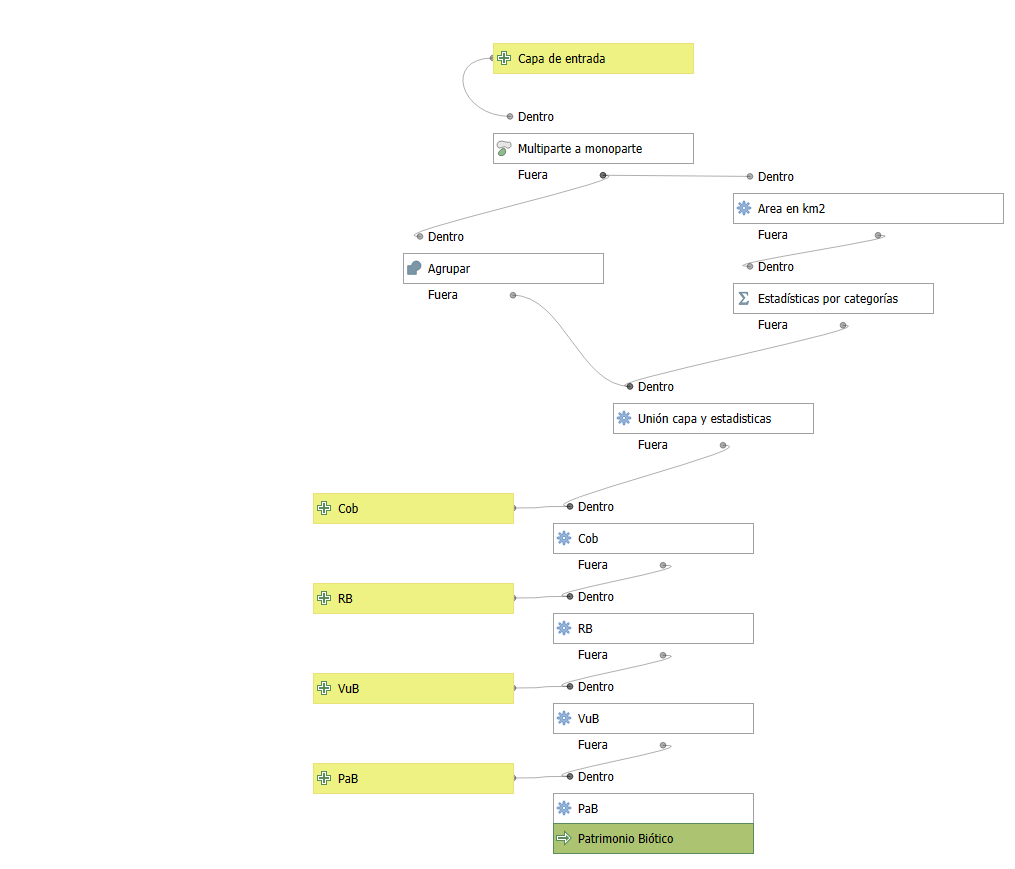 Capa de entrada
Dentro
Multiparte a monoparte
Fuera
Dentro
Area en km2
Fuera
Dentro
Agrupar
Fuera
Dentro
Estadísticas por categorías
Fuera
Dentro
Unión capa y estadisticas
Fuera
Cob
Dentro
Cob
Fuera
RB
Dentro
RB
Fuera
VuB
Dentro
VuB
Fuera
PaB
Dentro
PaB
Patrimonio Biótico